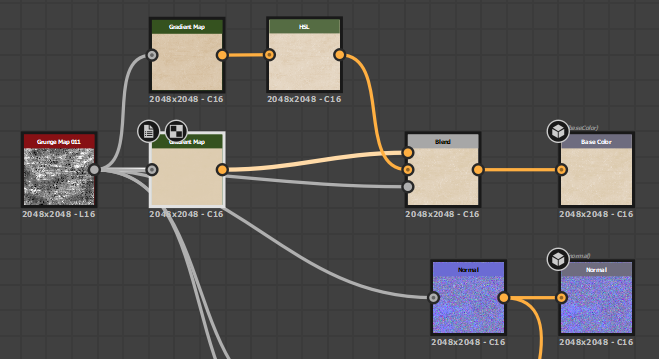 Gradient Map
HSL
2048x2048 - C16
2048x2048 - C16
Grunge Map 011
Gradient Map
Blend
Base Color
2048x2048 - L16
2048x2048 - C16
2048x2048 - C16
2048x2048 - C16
Normal
Normal
2048x2048 - C16
2048x2048 - C16